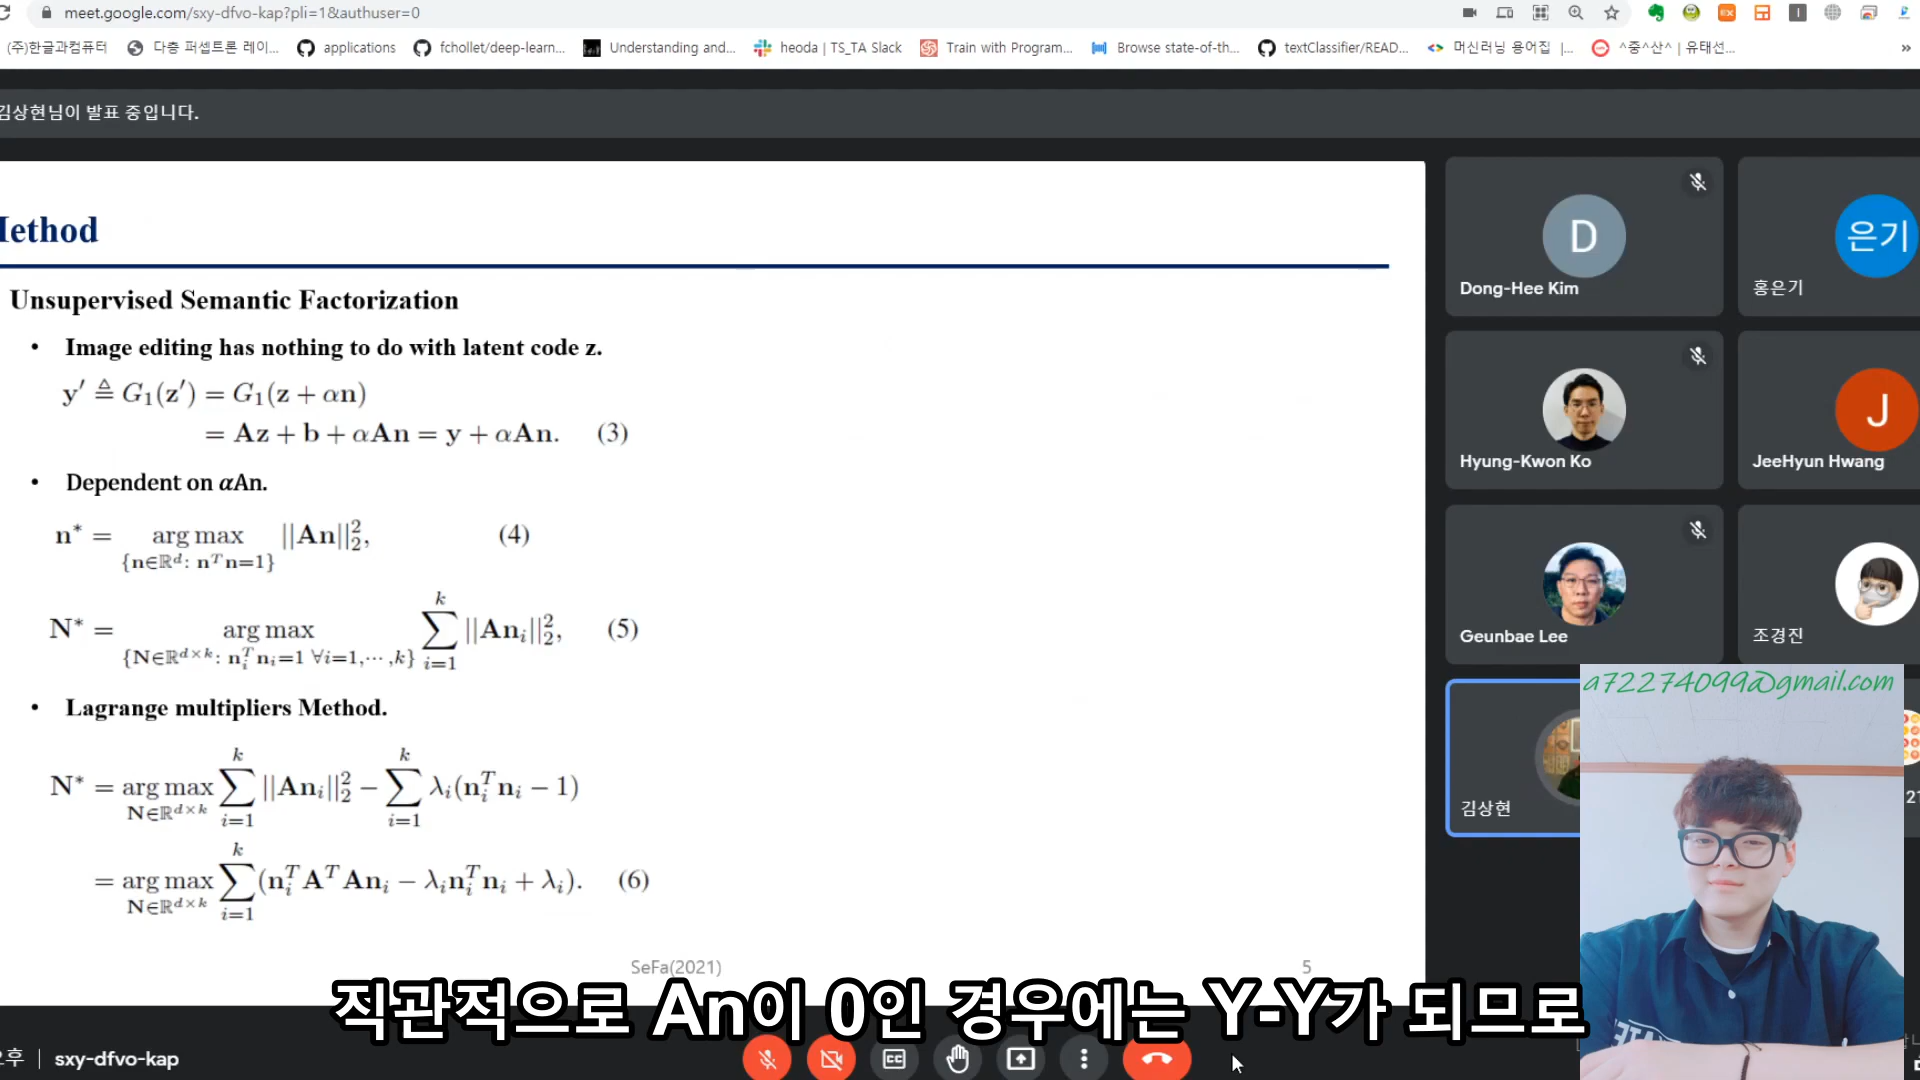 meet.google.com/sxy-dfvo-kap?pli=1&authuser=0
(주)한글과컴퓨터 다층 퍼셉트론 레이... applications fchollet/deep-learn... Understanding and... heoda | TS_TA Slack Train with Program... Browse state-of-th... textClassifier/READ... 머신러닝 용어집 |... ^중^산^ | 유태선... »
김상현님이 발표 중입니다.
Method
Unsupervised Semantic Factorization
• Image editing has nothing to do with latent code z.
y′ ≜ G₁(z′) = G₁(z + αn)
= Az + b + αAn = y + αAn. (3)
• Dependent on αAn.
n* = arg max ||An||₂², (4)
{n∈ℝᵈ: nᵀn=1}
k
N* = arg max ∑ ||Anᵢ||₂², (5)
{N∈ℝᵈˣᵏ: nᵢᵀnᵢ=1 ∀i=1,⋯,k} i=1
• Lagrange multipliers Method.
k k
N* = arg max ∑ ||Anᵢ||₂² − ∑ λᵢ(nᵢᵀnᵢ − 1)
N∈ℝᵈˣᵏ i=1 i=1
k
= arg max ∑ (nᵢᵀAᵀAnᵢ − λᵢnᵢᵀnᵢ + λᵢ). (6)
N∈ℝᵈˣᵏ i=1
SeFa(2021) 5
D
Dong-Hee Kim
은기
홍은기
Hyung-Kwon Ko
J
JeeHyun Hwang
Geunbae Lee
조경진
김상현
a72274099@gmail.com
21
직관적으로 An이 0인 경우에는 Y-Y가 되므로
오후 | sxy-dfvo-kap
CC